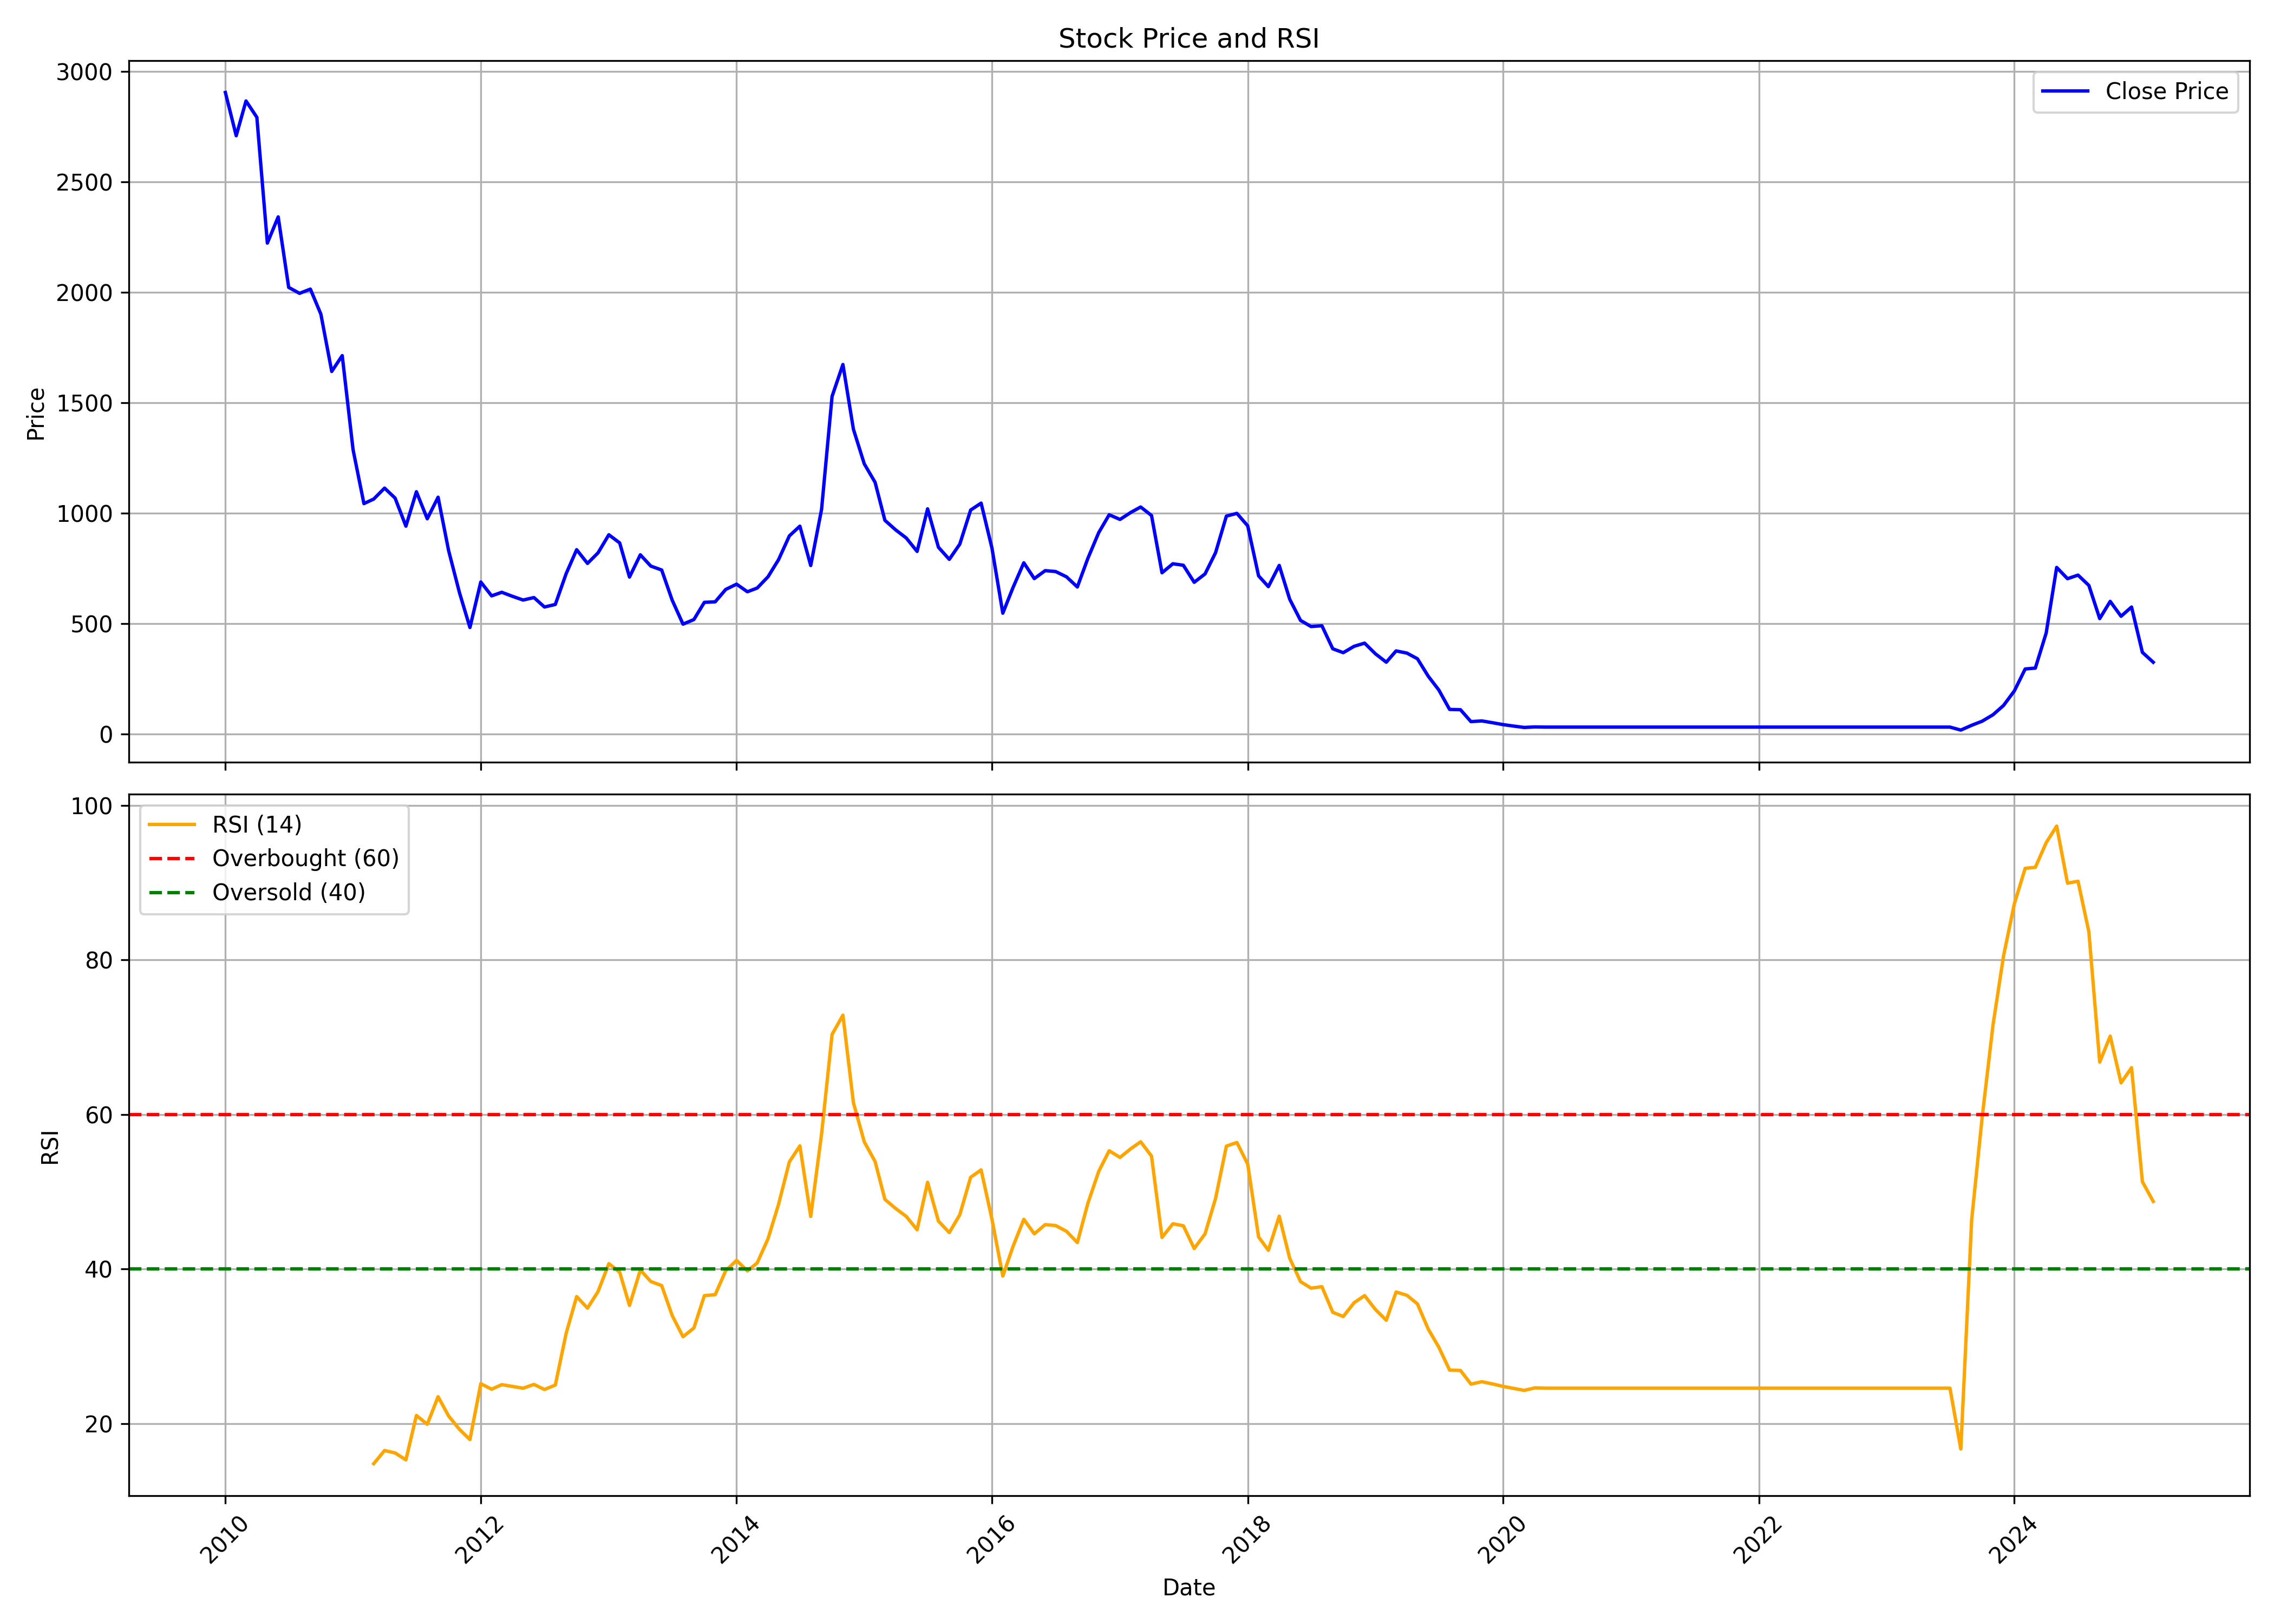 Stock Price and RSI
3000
2500
2000
1500
1000
500
0
Price
Close Price
100
80
60
40
20
RSI
RSI (14)
Overbought (60)
Oversold (40)
2010
2012
2014
2016
2018
2020
2022
2024
Date